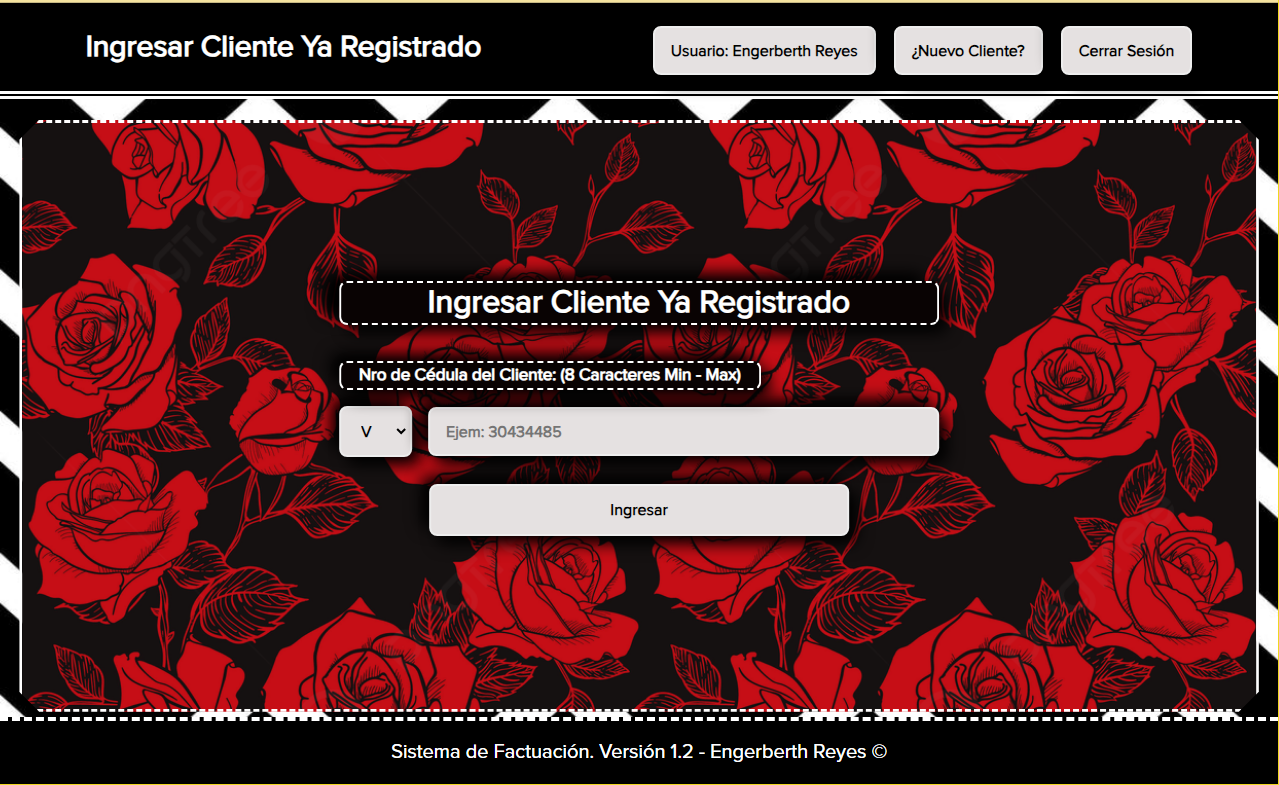 Ingresar Cliente Ya Registrado
Usuario: Engerberth Reyes
¿Nuevo Cliente?
Cerrar Sesión
Ingresar Cliente Ya Registrado
Nro de Cédula del Cliente: (8 Caracteres Min - Max)
V
Ejem: 30434485
Ingresar
Sistema de Factuación. Versión 1.2 - Engerberth Reyes ©